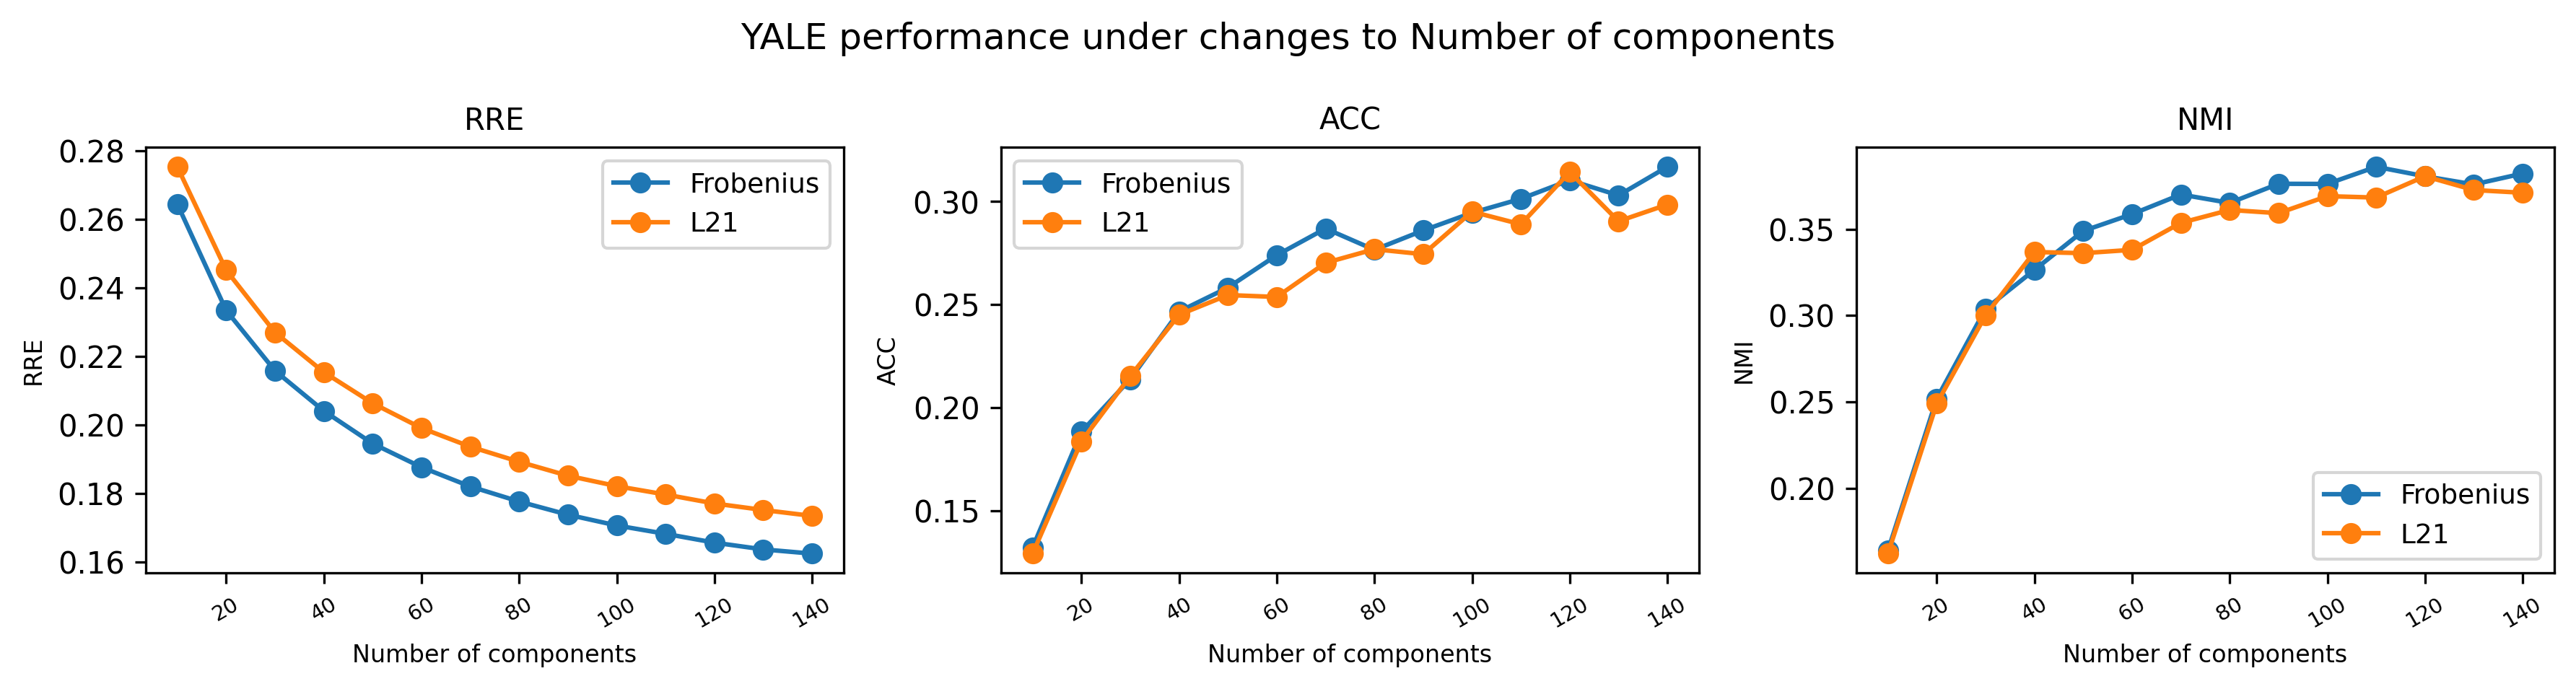 YALE performance under changes to Number of components
RRE
0.28
0.26
0.24
0.22
0.20
0.18
0.16
RRE
20
40
60
80
100
120
140
Number of components
Frobenius
L21
ACC
0.30
0.25
0.20
0.15
ACC
20
40
60
80
100
120
140
Number of components
Frobenius
L21
NMI
0.35
0.30
0.25
0.20
NMI
20
40
60
80
100
120
140
Number of components
Frobenius
L21